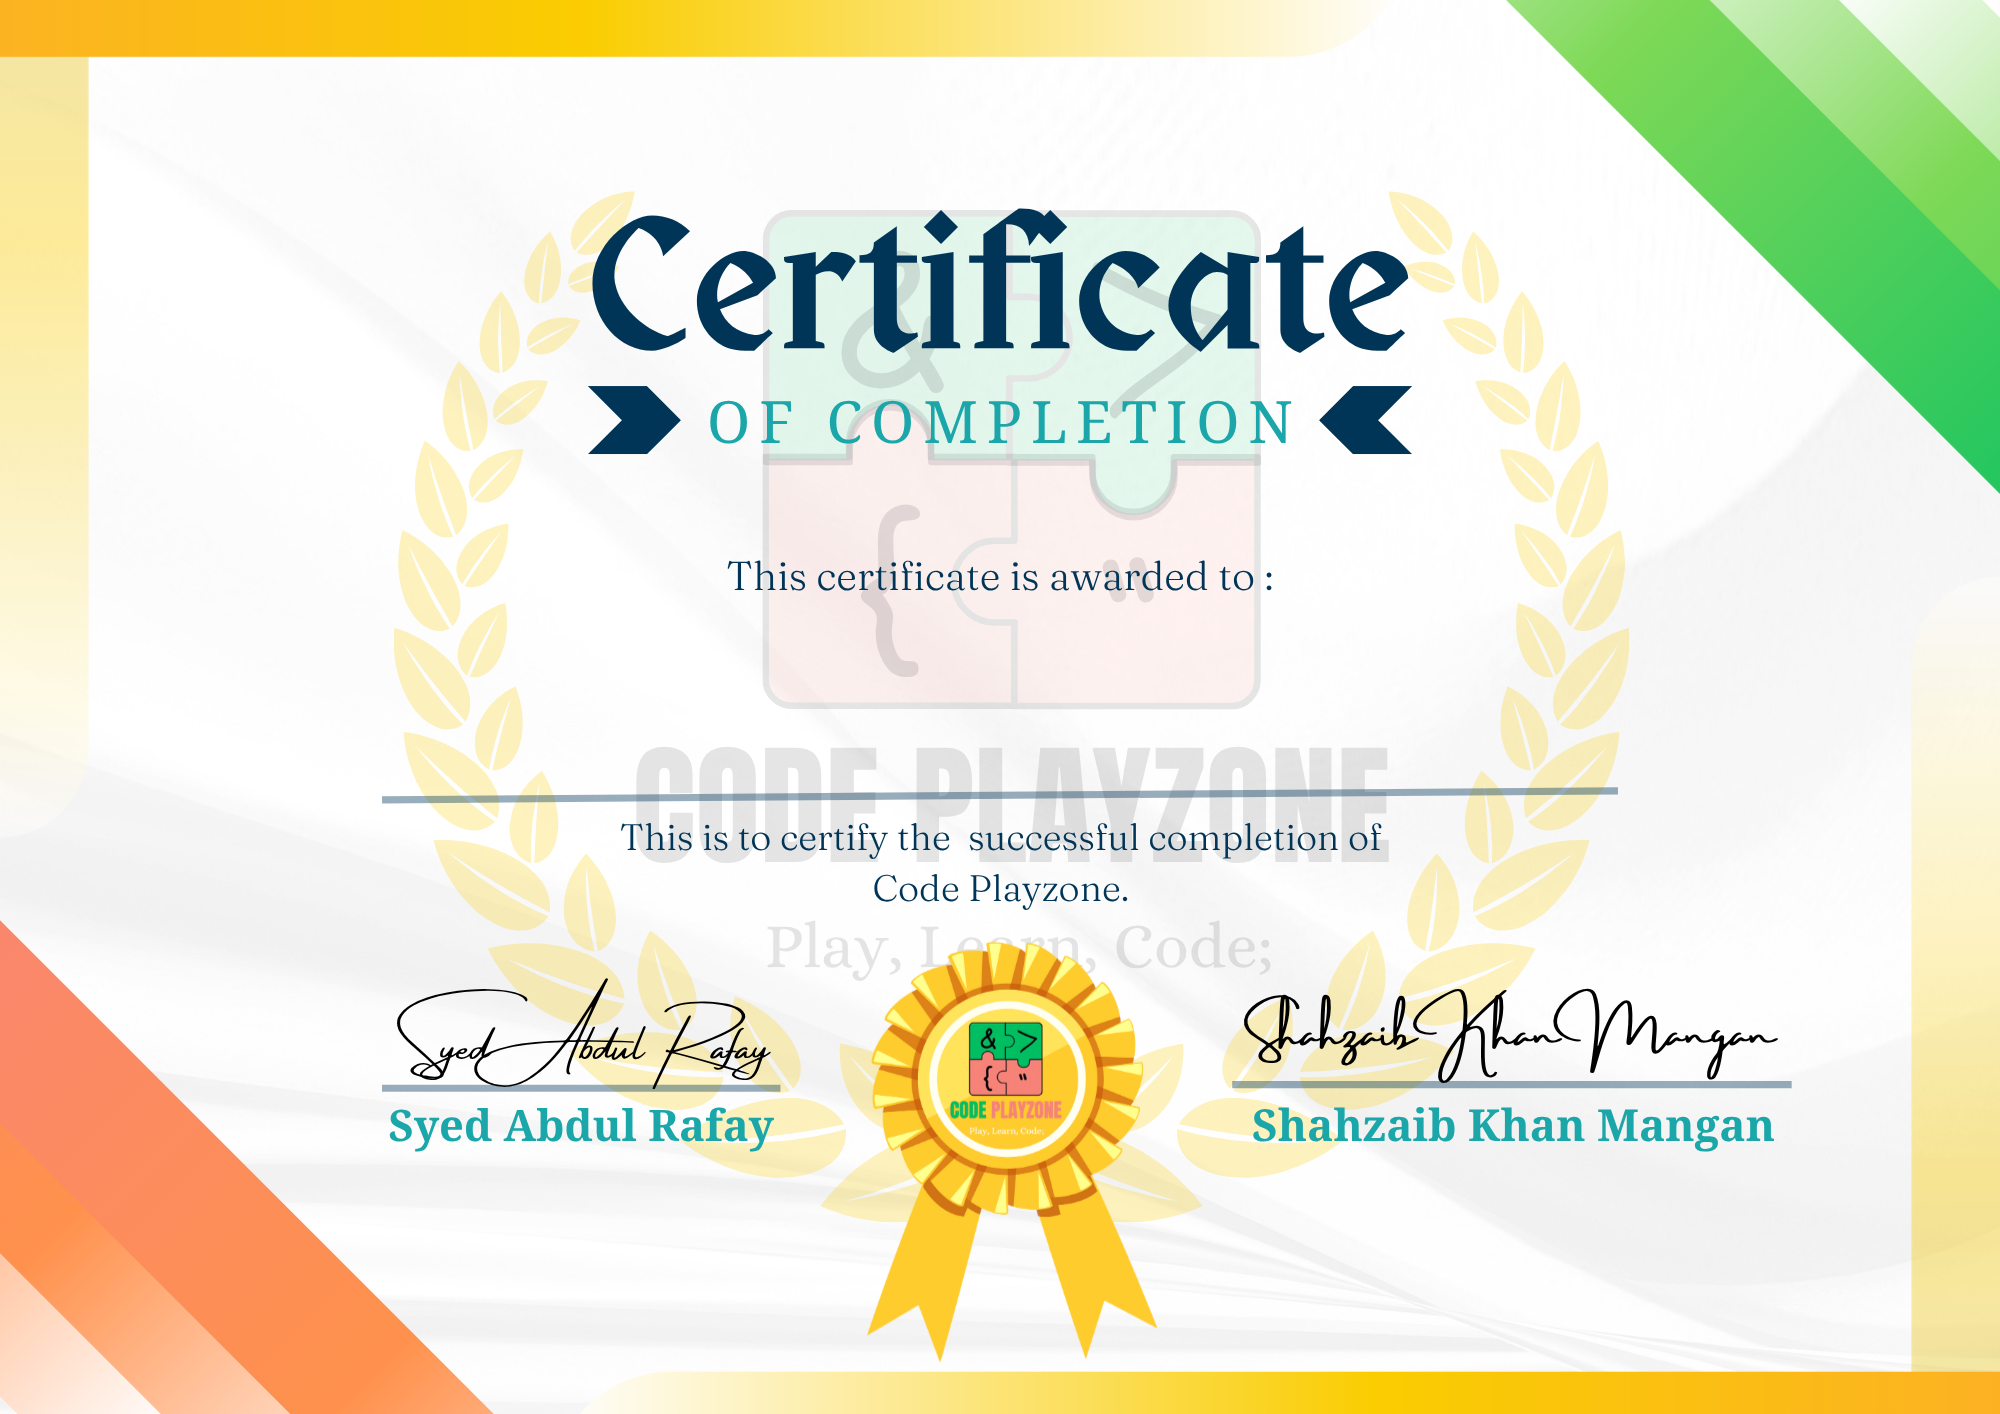 Certificate
OF COMPLETION
&
>
{
"
This certificate is awarded to :
CODE PLAYZONE
This is to certify the  successful completion of
Code Playzone.
Play, Learn, Code;
Syed Abdul Rafay
Syed Abdul Rafay
& >
{ "
CODE PLAYZONE
Play, Learn, Code;
Shahzaib Khan Mangan
Shahzaib Khan Mangan